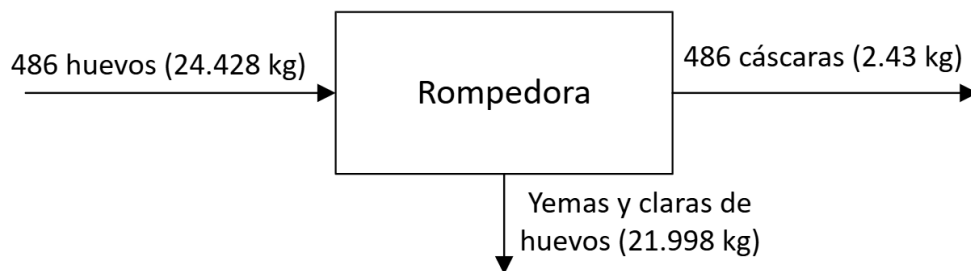 486 huevos (24.428 kg)
Rompedora
486 cáscaras (2.43 kg)
Yemas y claras de
huevos (21.998 kg)